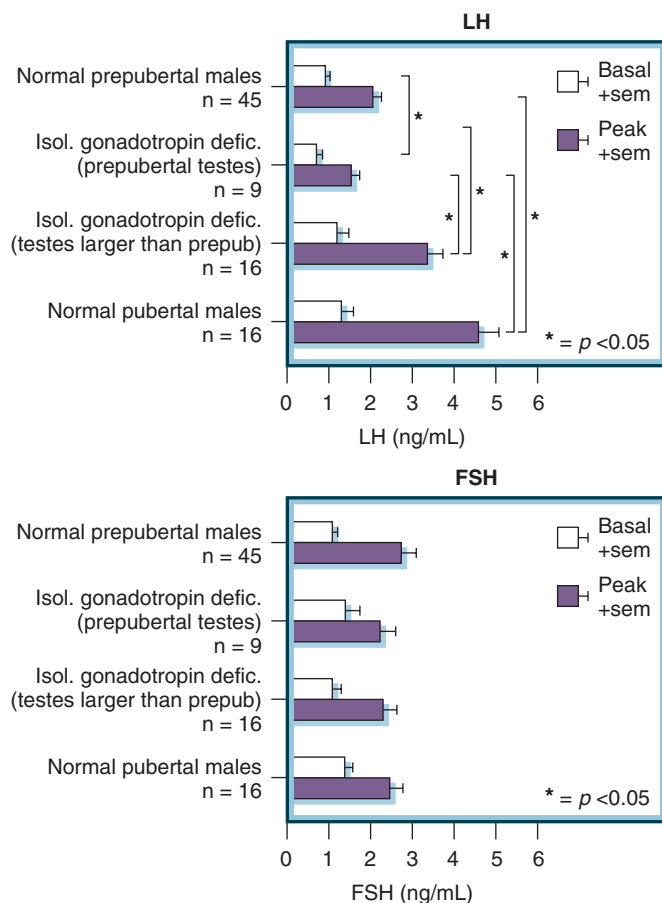 LH
Normal prepubertal males
n = 45
Isol. gonadotropin defic.
(prepubertal testes)
n = 9
Isol. gonadotropin defic.
(testes larger than prepub)
n = 16
Normal pubertal males
n = 16
Basal
+sem
Peak
+sem
*
*
*
*
*
* = p <0.05
0 1 2 3 4 5 6
LH (ng/mL)
FSH
Normal prepubertal males
n = 45
Isol. gonadotropin defic.
(prepubertal testes)
n = 9
Isol. gonadotropin defic.
(testes larger than prepub)
n = 16
Normal pubertal males
n = 16
Basal
+sem
Peak
+sem
* = p <0.05
0 1 2 3 4 5 6
FSH (ng/mL)